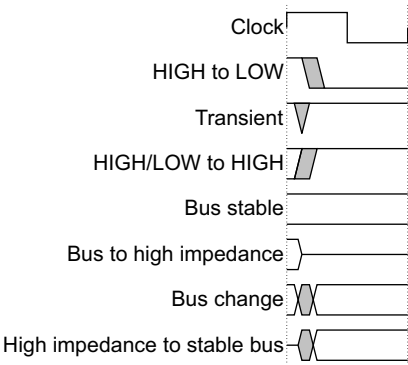 Clock
HIGH to LOW
Transient
HIGH/LOW to HIGH
Bus stable
Bus to high impedance
Bus change
High impedance to stable bus